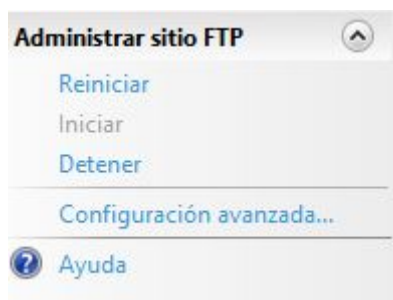 Administrar sitio FTP
Reiniciar
Iniciar
Detener
Configuración avanzada...
Ayuda